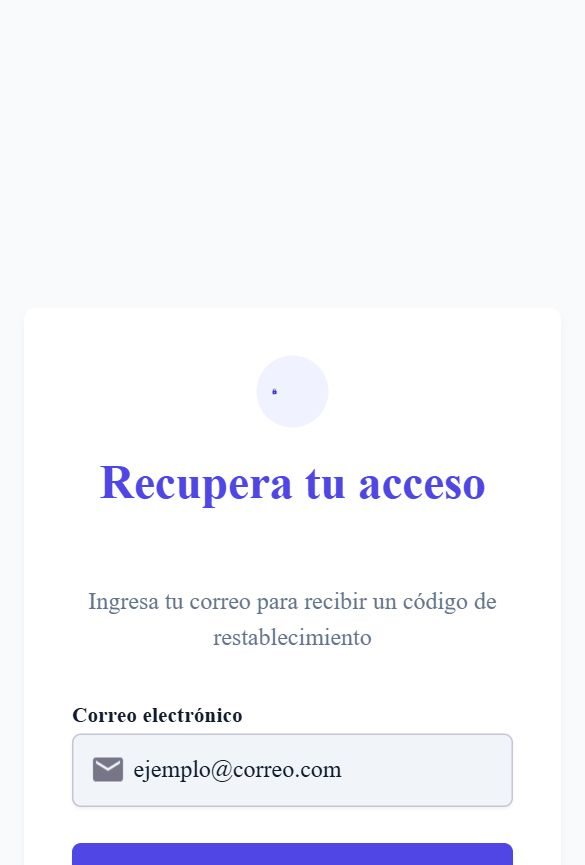 Recupera tu acceso
Ingresa tu correo para recibir un código de
restablecimiento
Correo electrónico
ejemplo@correo.com